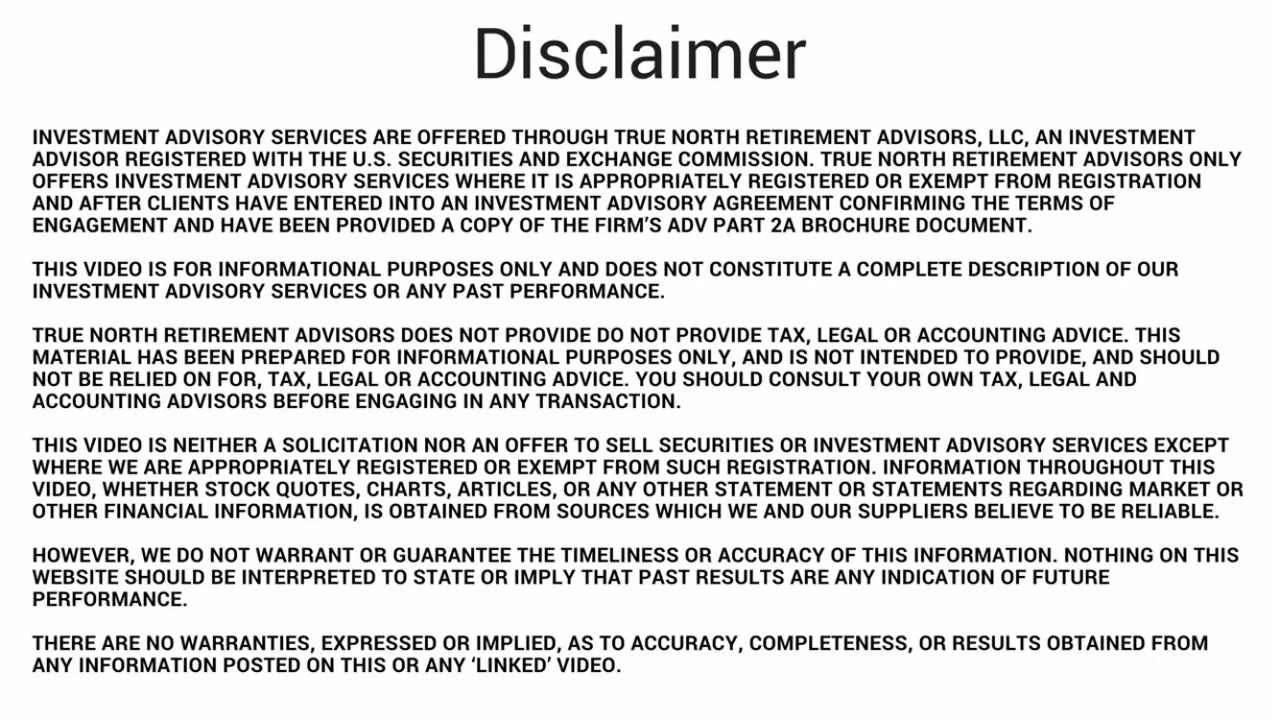 Disclaimer
INVESTMENT ADVISORY SERVICES ARE OFFERED THROUGH TRUE NORTH RETIREMENT ADVISORS, LLC, AN INVESTMENT
ADVISOR REGISTERED WITH THE U.S. SECURITIES AND EXCHANGE COMMISSION. TRUE NORTH RETIREMENT ADVISORS ONLY
OFFERS INVESTMENT ADVISORY SERVICES WHERE IT IS APPROPRIATELY REGISTERED OR EXEMPT FROM REGISTRATION
AND AFTER CLIENTS HAVE ENTERED INTO AN INVESTMENT ADVISORY AGREEMENT CONFIRMING THE TERMS OF
ENGAGEMENT AND HAVE BEEN PROVIDED A COPY OF THE FIRM’S ADV PART 2A BROCHURE DOCUMENT.
THIS VIDEO IS FOR INFORMATIONAL PURPOSES ONLY AND DOES NOT CONSTITUTE A COMPLETE DESCRIPTION OF OUR
INVESTMENT ADVISORY SERVICES OR ANY PAST PERFORMANCE.
TRUE NORTH RETIREMENT ADVISORS DOES NOT PROVIDE DO NOT PROVIDE TAX, LEGAL OR ACCOUNTING ADVICE. THIS
MATERIAL HAS BEEN PREPARED FOR INFORMATIONAL PURPOSES ONLY, AND IS NOT INTENDED TO PROVIDE, AND SHOULD
NOT BE RELIED ON FOR, TAX, LEGAL OR ACCOUNTING ADVICE. YOU SHOULD CONSULT YOUR OWN TAX, LEGAL AND
ACCOUNTING ADVISORS BEFORE ENGAGING IN ANY TRANSACTION.
THIS VIDEO IS NEITHER A SOLICITATION NOR AN OFFER TO SELL SECURITIES OR INVESTMENT ADVISORY SERVICES EXCEPT
WHERE WE ARE APPROPRIATELY REGISTERED OR EXEMPT FROM SUCH REGISTRATION. INFORMATION THROUGHOUT THIS
VIDEO, WHETHER STOCK QUOTES, CHARTS, ARTICLES, OR ANY OTHER STATEMENT OR STATEMENTS REGARDING MARKET OR
OTHER FINANCIAL INFORMATION, IS OBTAINED FROM SOURCES WHICH WE AND OUR SUPPLIERS BELIEVE TO BE RELIABLE.
HOWEVER, WE DO NOT WARRANT OR GUARANTEE THE TIMELINESS OR ACCURACY OF THIS INFORMATION. NOTHING ON THIS
WEBSITE SHOULD BE INTERPRETED TO STATE OR IMPLY THAT PAST RESULTS ARE ANY INDICATION OF FUTURE
PERFORMANCE.
THERE ARE NO WARRANTIES, EXPRESSED OR IMPLIED, AS TO ACCURACY, COMPLETENESS, OR RESULTS OBTAINED FROM
ANY INFORMATION POSTED ON THIS OR ANY ‘LINKED’ VIDEO.